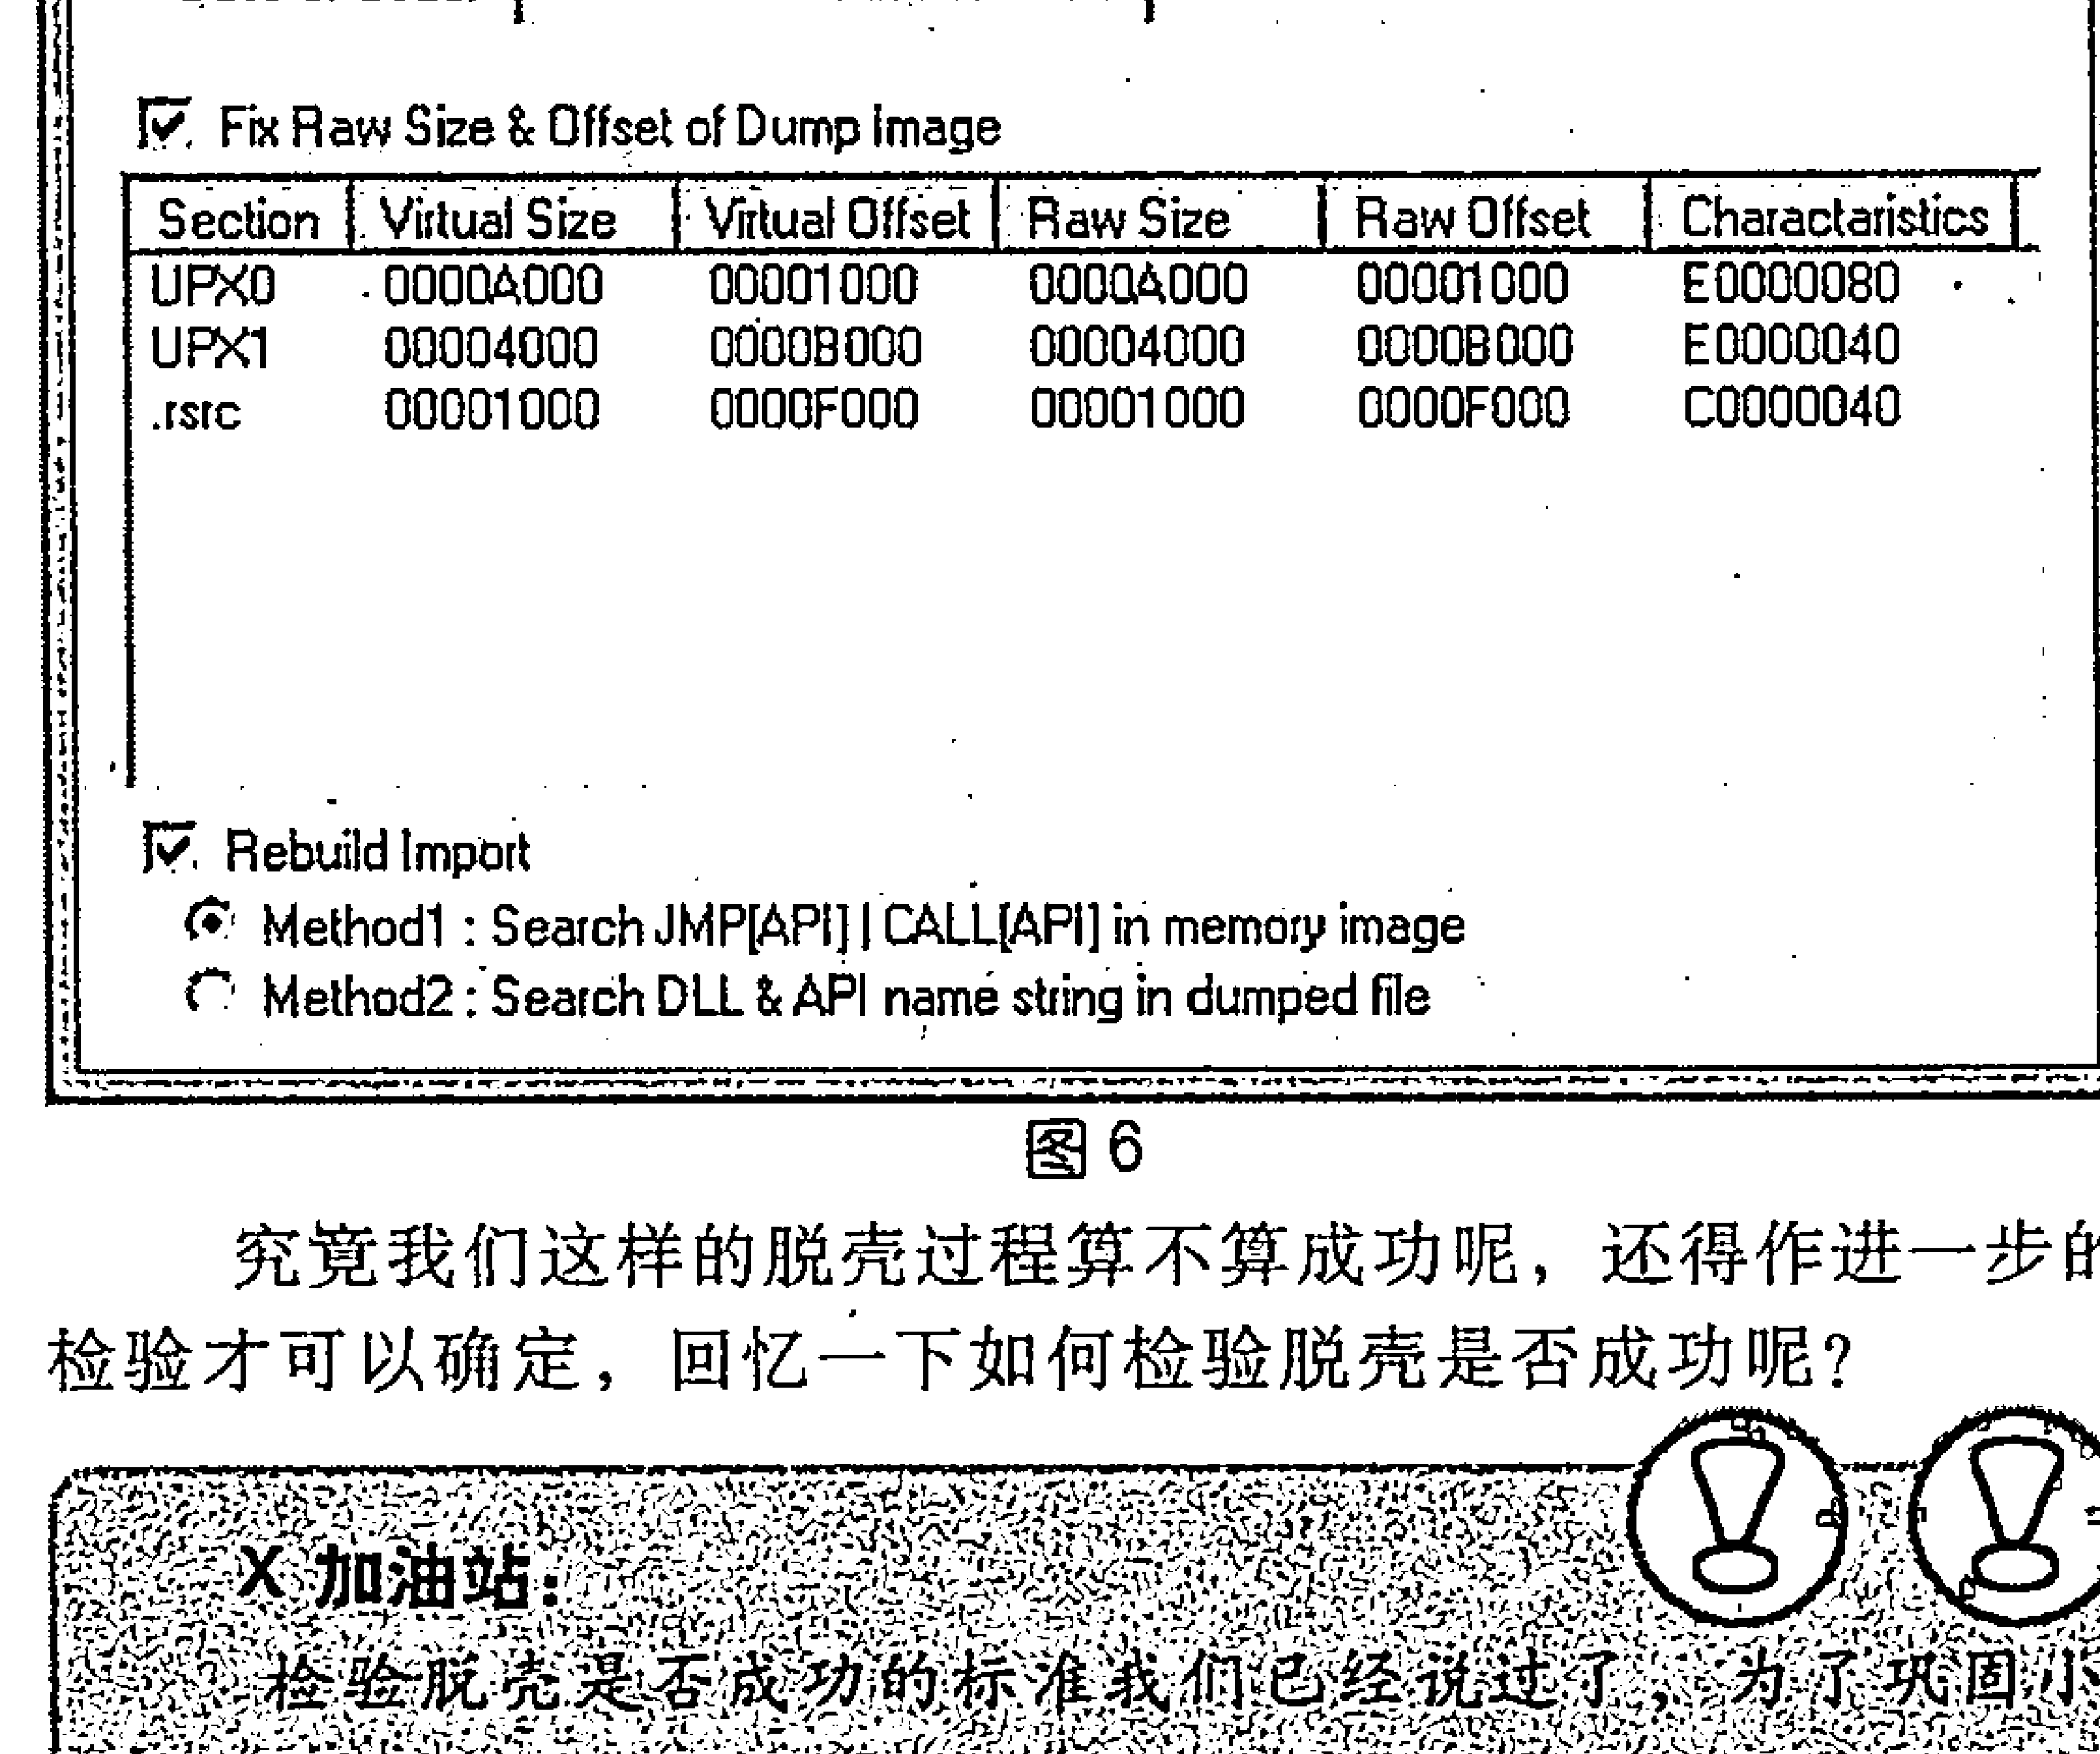 Fix Raw Size & Offset of Dump Image
Section Virtual Size Virtual Offset Raw Size Raw Offset Charactaristics
UPX0 0000A000 00001000 0000A000 00001000 E0000080
UPX1 00004000 0000B000 00004000 0000B000 E0000040
.rsrc 00001000 0000F000 00001000 0000F000 C0000040
Rebuild Import
Method1 : Search JMP[API] | CALL[API] in memory image
Method2 : Search DLL & API name string in dumped file
图 6
究竟我们这样的脱壳过程算不算成功呢，还得作进一步的
检验才可以确定，回忆一下如何检验脱壳是否成功呢？
X 加油站：
检验脱壳是否成功的标准我们已经说过了，为了巩固小